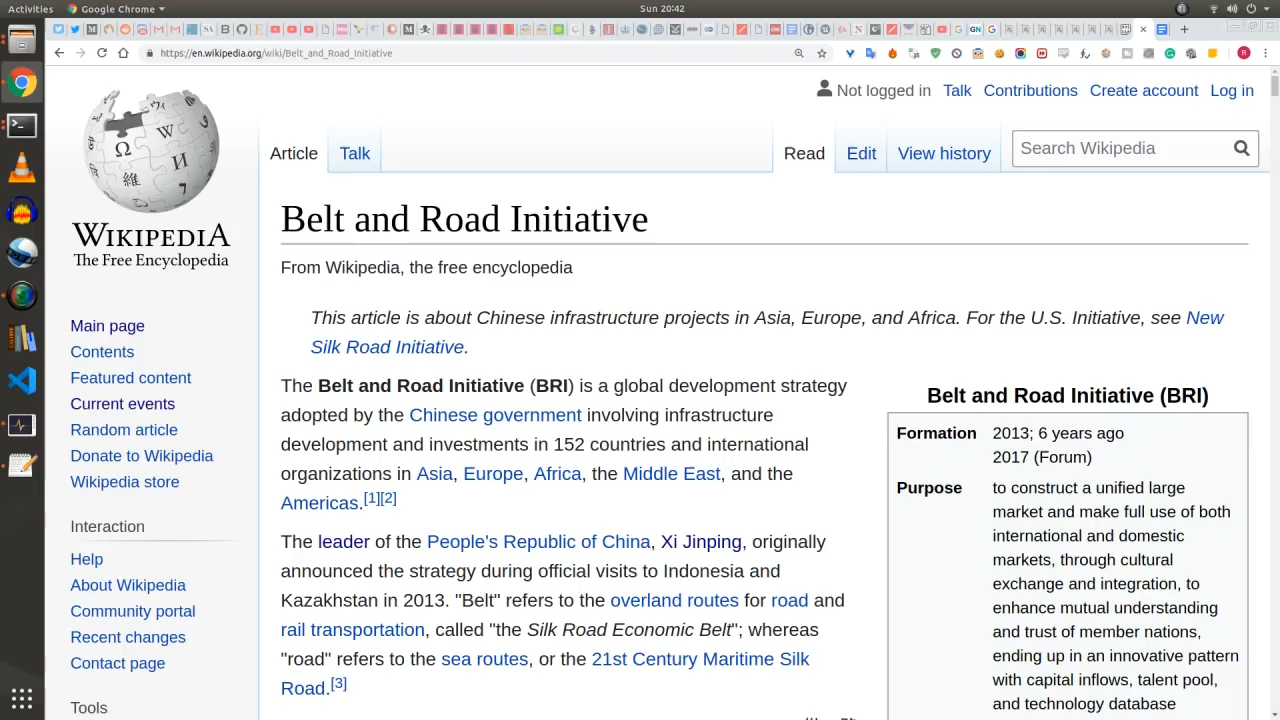 Activities
Google Chrome
Sun 20:42
https://en.wikipedia.org/wiki/Belt_and_Road_Initiative
Not logged in Talk Contributions Create account Log in
Article Talk Read Edit View history Search Wikipedia
WIKIPEDIA
The Free Encyclopedia
Main page
Contents
Featured content
Current events
Random article
Donate to Wikipedia
Wikipedia store
Interaction
Help
About Wikipedia
Community portal
Recent changes
Contact page
Tools
Belt and Road Initiative
From Wikipedia, the free encyclopedia
This article is about Chinese infrastructure projects in Asia, Europe, and Africa. For the U.S. Initiative, see New
Silk Road Initiative.
The Belt and Road Initiative (BRI) is a global development strategy
adopted by the Chinese government involving infrastructure
development and investments in 152 countries and international
organizations in Asia, Europe, Africa, the Middle East, and the
Americas.[1][2]
The leader of the People's Republic of China, Xi Jinping, originally
announced the strategy during official visits to Indonesia and
Kazakhstan in 2013. "Belt" refers to the overland routes for road and
rail transportation, called "the Silk Road Economic Belt"; whereas
"road" refers to the sea routes, or the 21st Century Maritime Silk
Road.[3]
Belt and Road Initiative (BRI)
Formation 2013; 6 years ago
2017 (Forum)
Purpose to construct a unified large
market and make full use of both
international and domestic
markets, through cultural
exchange and integration, to
enhance mutual understanding
and trust of member nations,
ending up in an innovative pattern
with capital inflows, talent pool,
and technology database